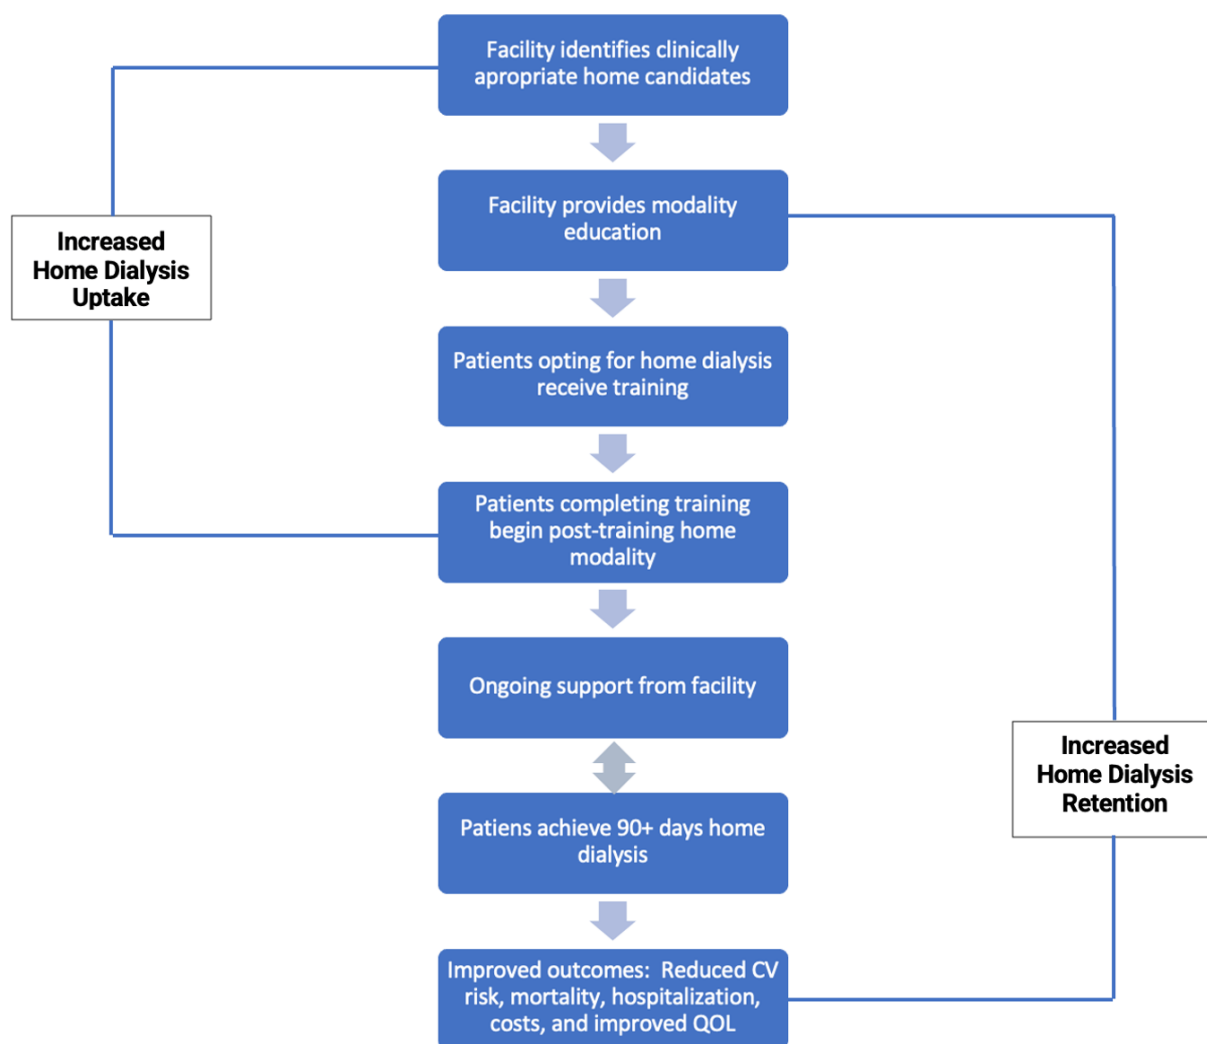 Facility identifies clinically
apropriate home candidates
Facility provides modality
education
Increased
Home Dialysis
Uptake
Patients opting for home dialysis
receive training
Patients completing training
begin post-training home
modality
Ongoing support from facility
Increased
Home Dialysis
Retention
Patiens achieve 90+ days home
dialysis
Improved outcomes:  Reduced CV
risk, mortality, hospitalization,
costs, and improved QOL